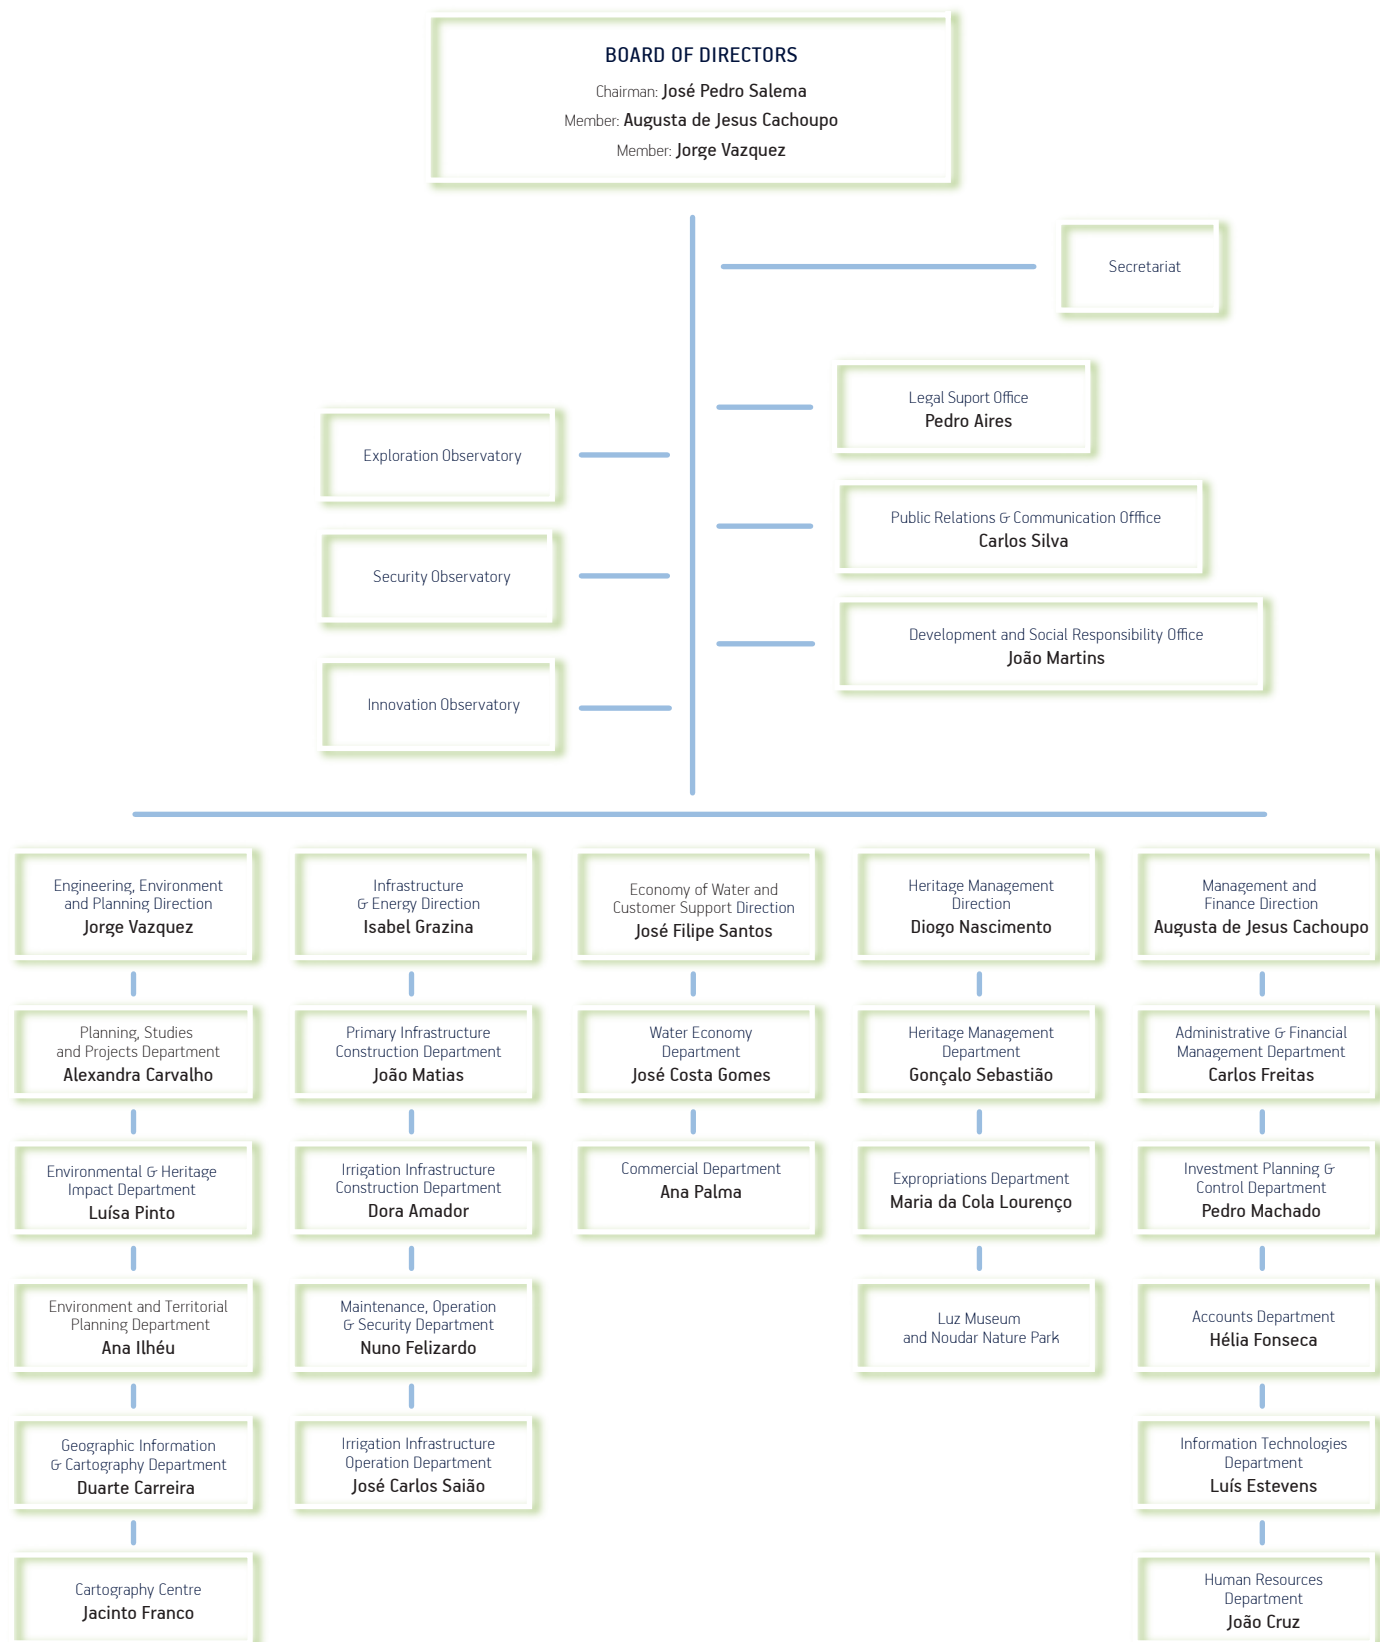 BOARD OF DIRECTORS
Chairman: José Pedro Salema
Member: Augusta de Jesus Cachoupo
Member: Jorge Vazquez
Secretariat
Legal Suport Office
Pedro Aires
Exploration Observatory
Public Relations & Communication Offfice
Carlos Silva
Security Observatory
Development and Social Responsibility Office
João Martins
Innovation Observatory
Engineering, Environment
and Planning Direction
Jorge Vazquez
Infrastructure
& Energy Direction
Isabel Grazina
Economy of Water and
Customer Support Direction
José Filipe Santos
Heritage Management
Direction
Diogo Nascimento
Management and
Finance Direction
Augusta de Jesus Cachoupo
Planning, Studies
and Projects Department
Alexandra Carvalho
Primary Infrastructure
Construction Department
João Matias
Water Economy
Department
José Costa Gomes
Heritage Management
Department
Gonçalo Sebastião
Administrative & Financial
Management Department
Carlos Freitas
Environmental & Heritage
Impact Department
Luísa Pinto
Irrigation Infrastructure
Construction Department
Dora Amador
Commercial Department
Ana Palma
Expropriations Department
Maria da Cola Lourenço
Investment Planning &
Control Department
Pedro Machado
Environment and Territorial
Planning Department
Ana Ilhéu
Maintenance, Operation
& Security Department
Nuno Felizardo
Luz Museum
and Noudar Nature Park
Accounts Department
Hélia Fonseca
Geographic Information
& Cartography Department
Duarte Carreira
Irrigation Infrastructure
Operation Department
José Carlos Saião
Information Technologies
Department
Luís Estevens
Cartography Centre
Jacinto Franco
Human Resources
Department
João Cruz